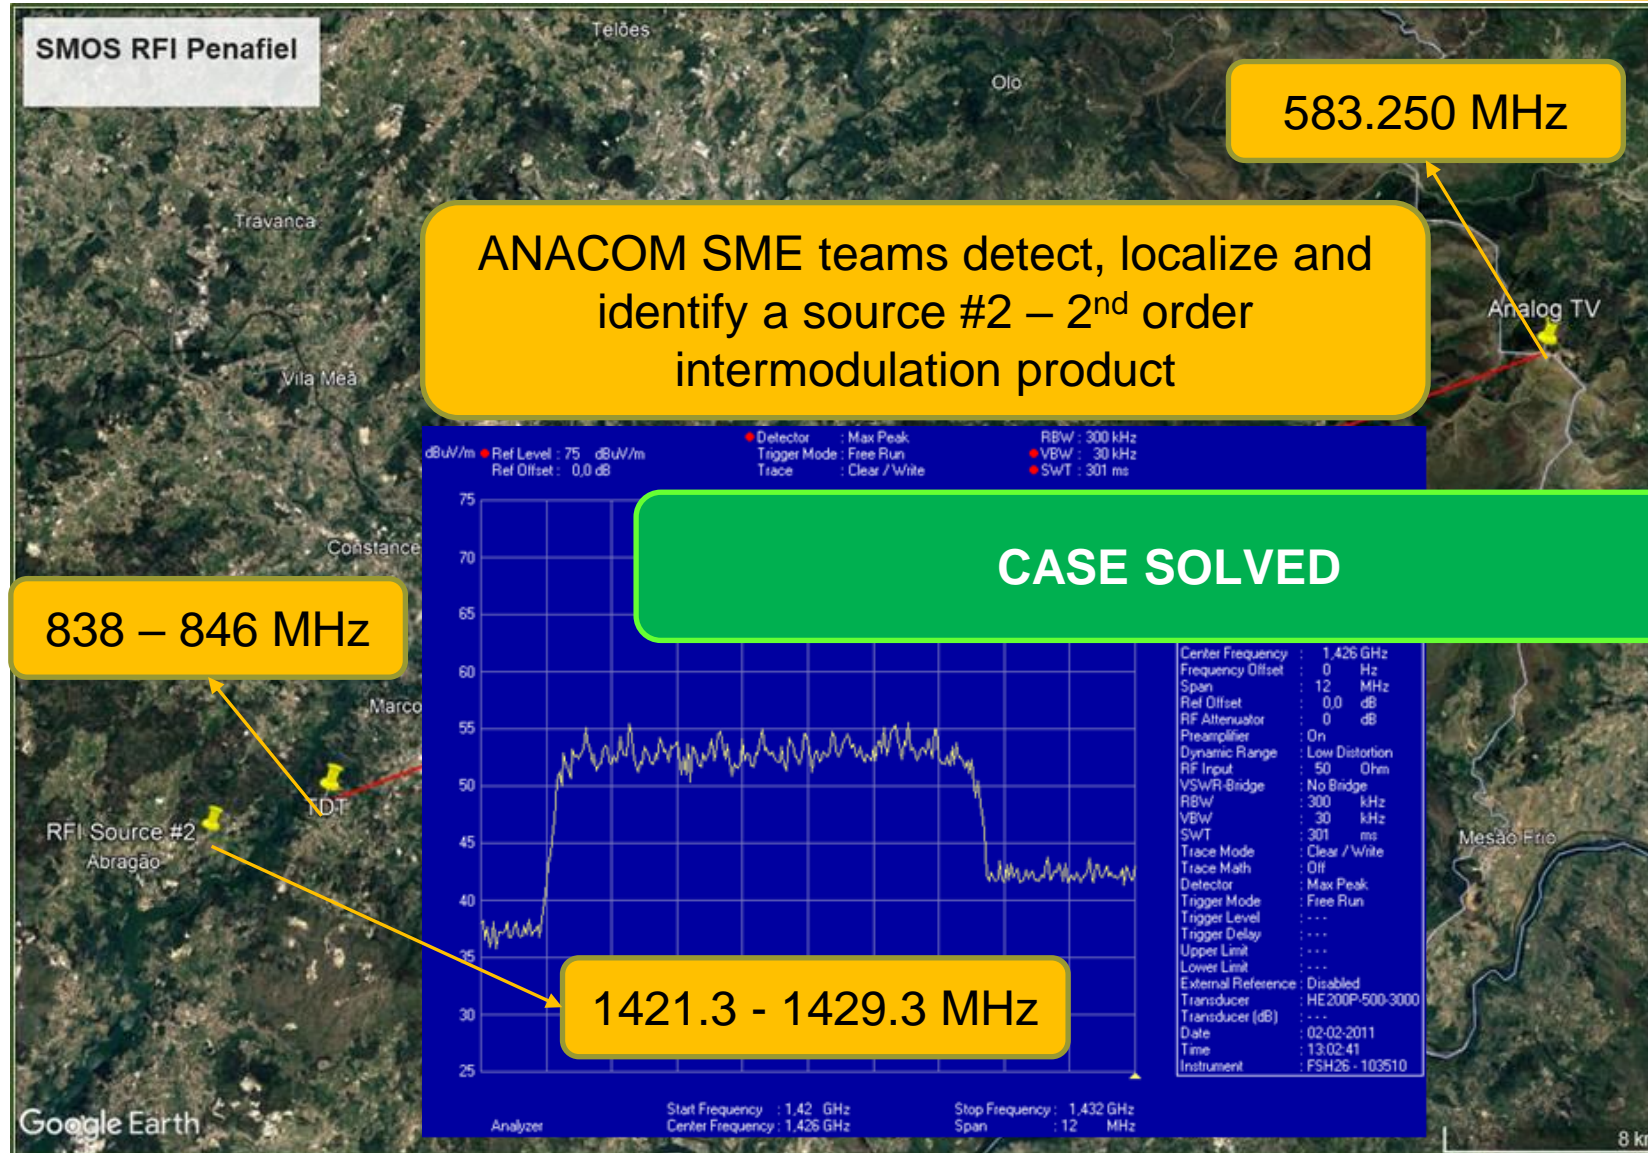 SMOS RFI Penafiel
Telões
Olo
583.250 MHz
Travanca
ANACOM SME teams detect, localize and
identify a source #2 – 2nd order
intermodulation product
Analog TV
Vila Meã
dBuV/m Ref Level : 75 dBuV/m
Ref Offset : 0,0 dB
Detector : Max Peak
Trigger Mode : Free Run
Trace : Clear / Write
RBW : 300 kHz
VBW : 30 kHz
SWT : 301 ms
75
70
65
60
55
50
45
40
35
30
25
Constance
CASE SOLVED
838 – 846 MHz
Marco
TDT
RFI Source #2
Abragão
Mesão Frio
1421.3 - 1429.3 MHz
Center Frequency : 1,426 GHz
Frequency Offset : 0 Hz
Span : 12 MHz
Ref Offset : 0,0 dB
RF Attenuator : 0 dB
Preamplifier : On
Dynamic Range : Low Distortion
RF Input : 50 Ohm
VSWR-Bridge : No Bridge
RBW : 300 kHz
VBW : 30 kHz
SWT : 301 ms
Trace Mode : Clear / Write
Trace Math : Off
Detector : Max Peak
Trigger Mode : Free Run
Trigger Level : - - -
Trigger Delay : - - -
Upper Limit : - - -
Lower Limit : - - -
External Reference : Disabled
Transducer : HE200P-500-3000
Transducer (dB) : - - -
Date : 02-02-2011
Time : 13:02:41
Instrument : FSH26 - 103510
Analyzer
Start Frequency : 1,42 GHz
Center Frequency : 1,426 GHz
Stop Frequency : 1,432 GHz
Span : 12 MHz
Google Earth
8 km